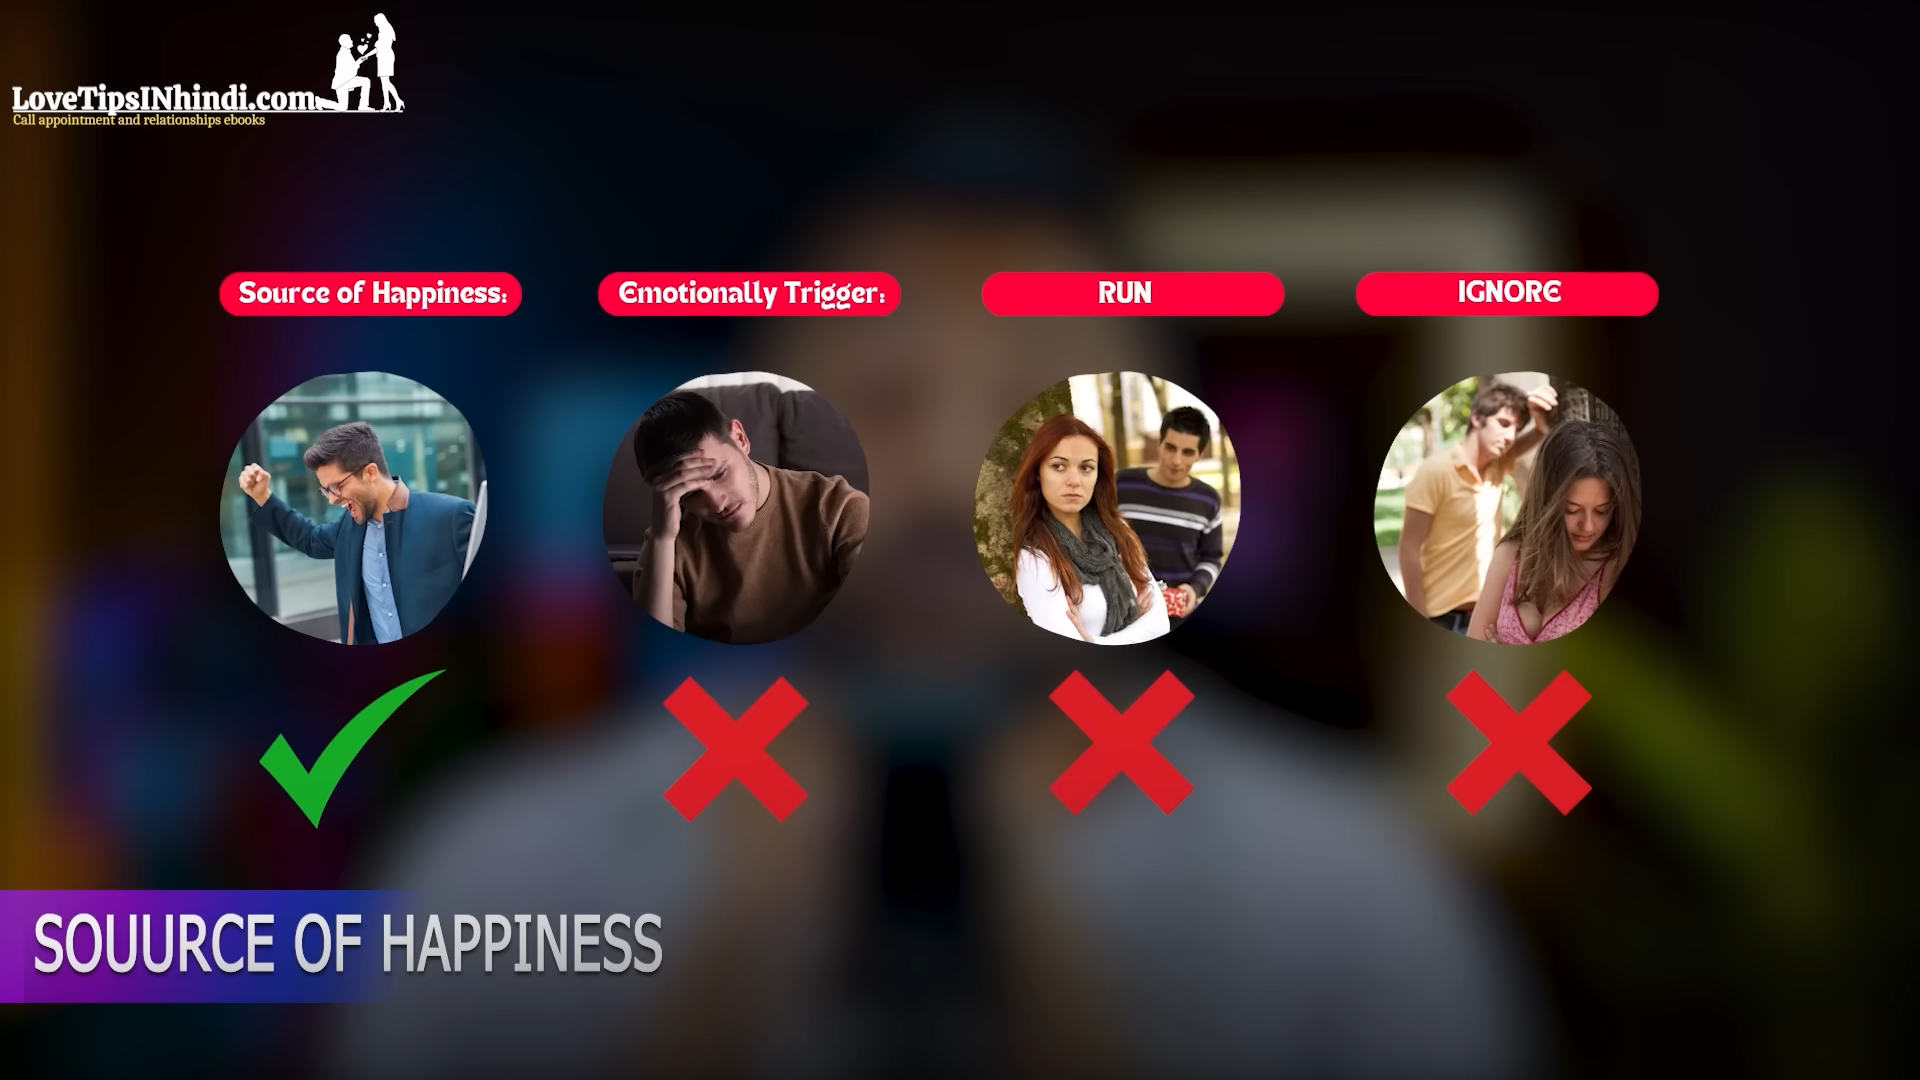 LoveTipsINhindi.com
Call appointment and relationships ebooks
Source of Happiness:
Emotionally Trigger:
RUN
IGNORE
SOUURCE OF HAPPINESS